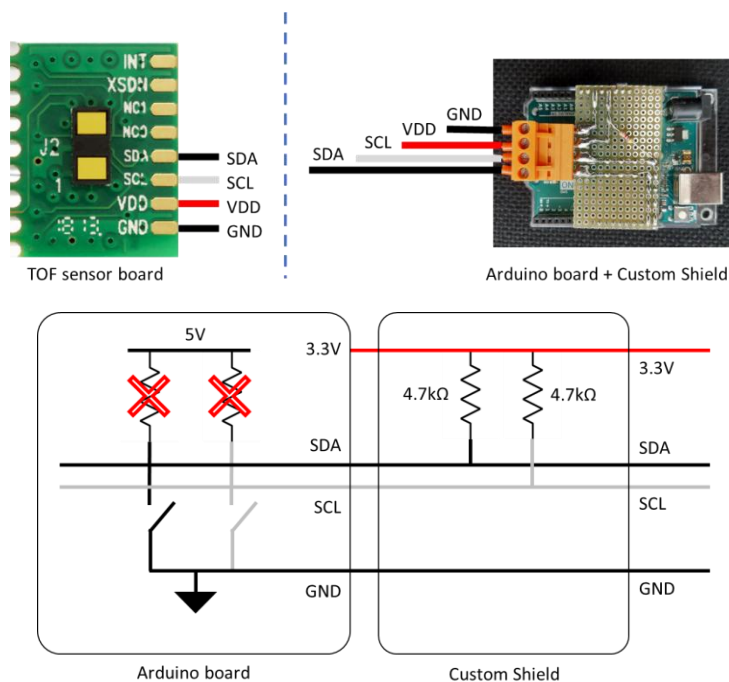 INT
XSDN
NC1
NC0
J2
SDA
SDA
SCL
SCL
1
VDD
VDD
GND
GND
TOF sensor board
GND
VDD
SCL
SDA
Arduino board + Custom Shield
5V
3.3V
3.3V
4.7kΩ
4.7kΩ
SDA
SDA
SCL
SCL
GND
GND
Arduino board
Custom Shield